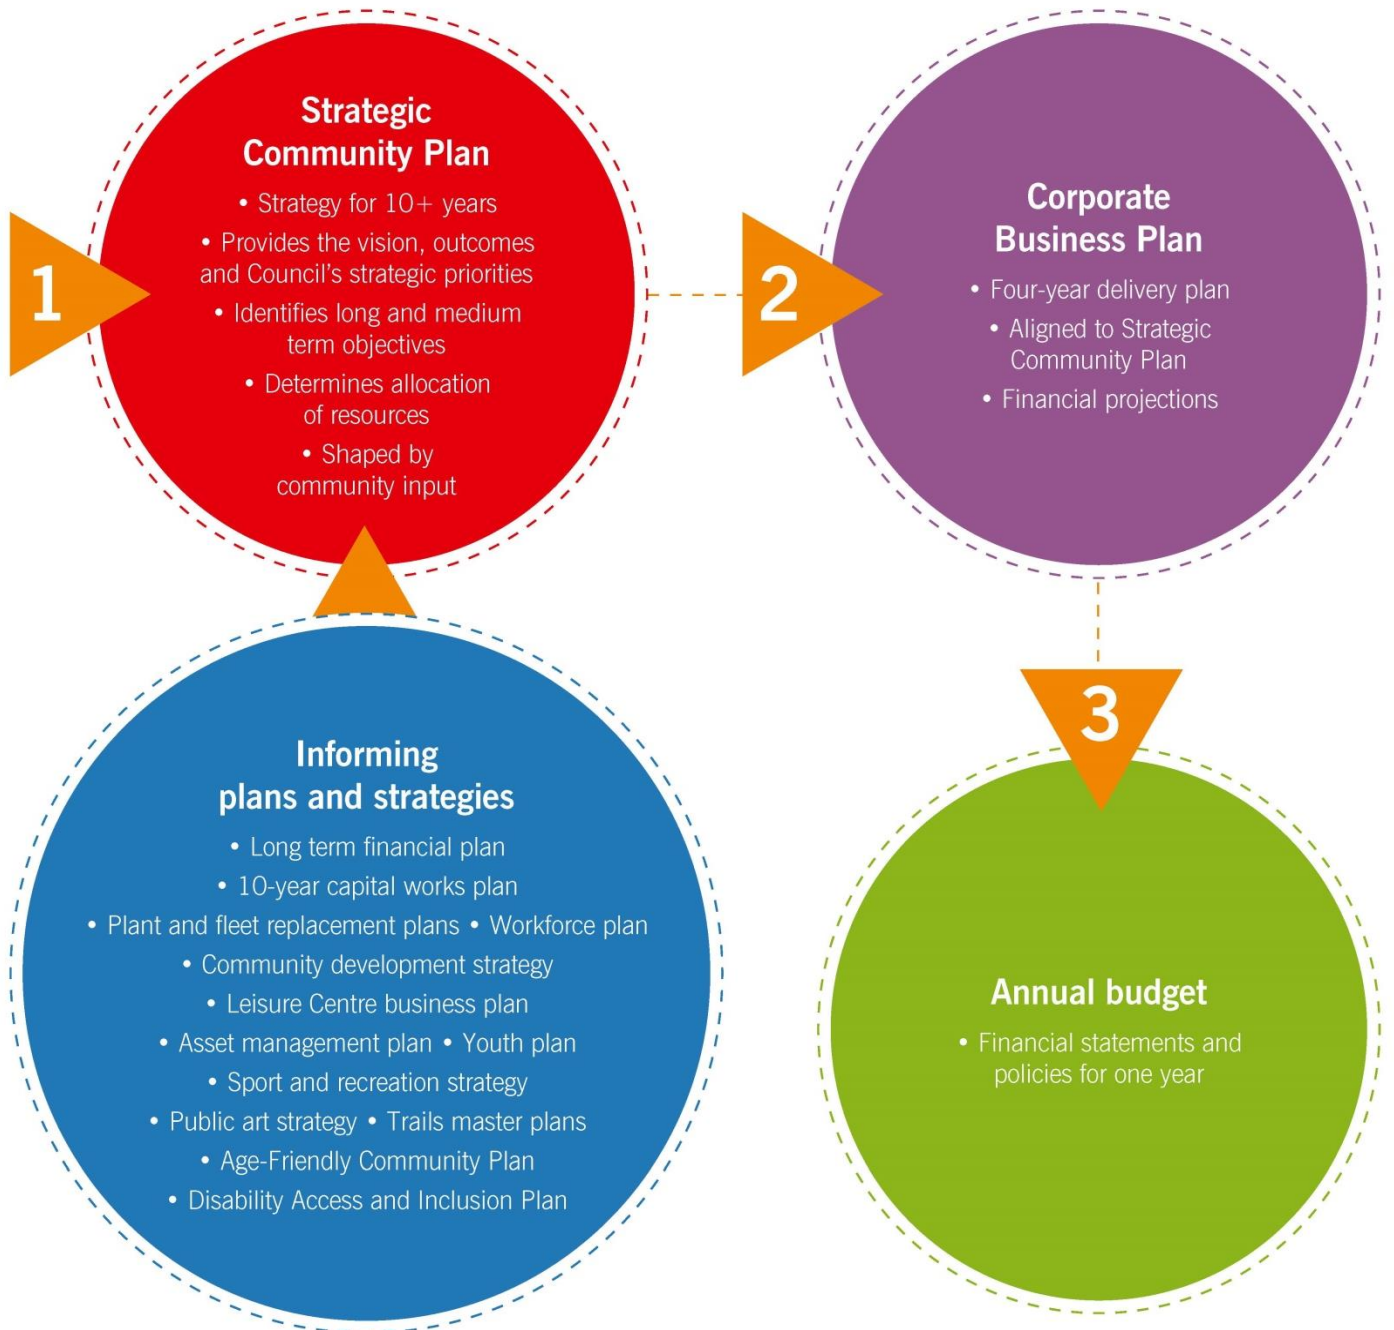 1
Strategic
Community Plan
• Strategy for 10+ years
• Provides the vision, outcomes
and Council’s strategic priorities
• Identifies long and medium
term objectives
• Determines allocation
of resources
• Shaped by
community input
2
Corporate
Business Plan
• Four-year delivery plan
• Aligned to Strategic
Community Plan
• Financial projections
Informing
plans and strategies
• Long term financial plan
• 10-year capital works plan
• Plant and fleet replacement plans • Workforce plan
• Community development strategy
• Leisure Centre business plan
• Asset management plan • Youth plan
• Sport and recreation strategy
• Public art strategy • Trails master plans
• Age-Friendly Community Plan
• Disability Access and Inclusion Plan
3
Annual budget
• Financial statements and
policies for one year